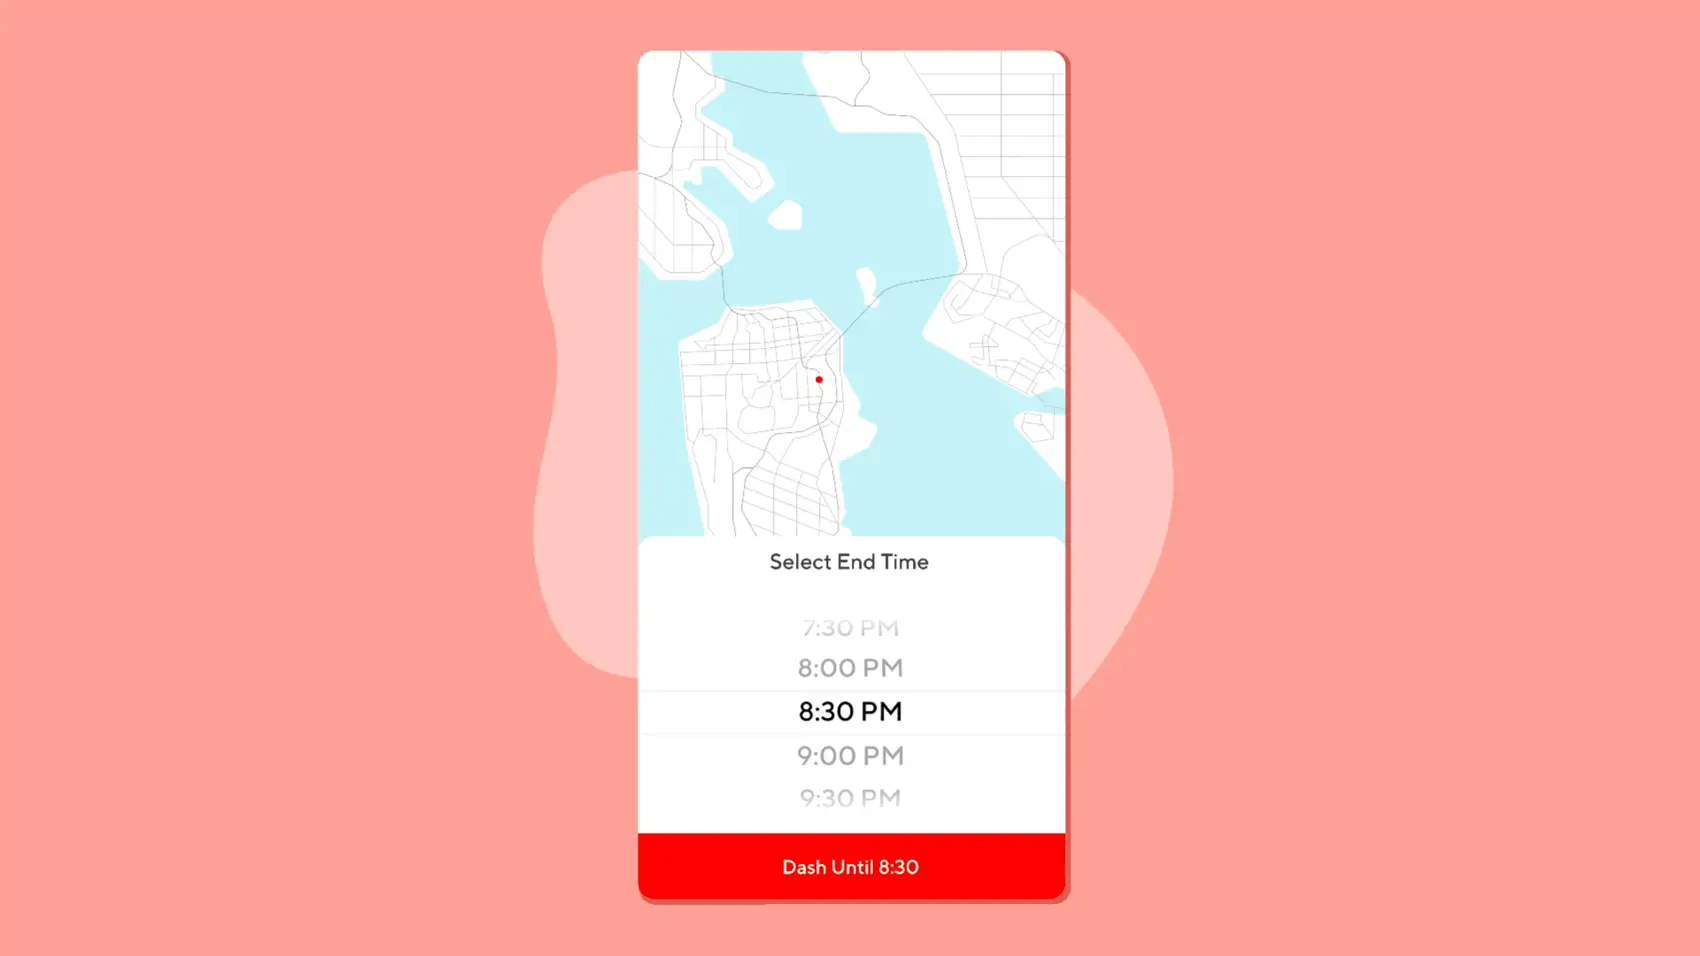 Select End Time
7:30 PM
8:00 PM
8:30 PM
9:00 PM
9:30 PM
Dash Until 8:30